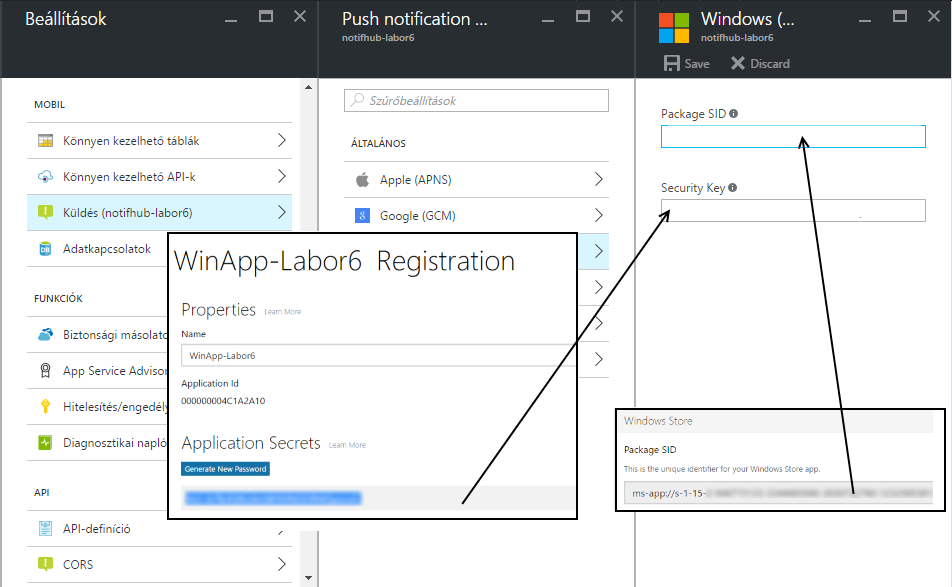 Beállítások
MOBIL
Könnyen kezelhető táblák
Könnyen kezelhető API-k
Küldés (notifhub-labor6)
Adatkapcsolatok
FUNKCIÓK
Biztonsági másolato
App Service Advisor
Hitelesítés/engedély
Diagnosztikai napló
API
API-definíció
CORS
Push notification ...
notifhub-labor6
Szűrőbeállítások
ÁLTALÁNOS
Apple (APNS)
Google (GCM)
Windows (...
notifhub-labor6
Save Discard
Package SID
Security Key
WinApp-Labor6 Registration
Properties Learn More
Name
WinApp-Labor6
Application Id
000000004C1A2A10
Application Secrets Learn More
Generate New Password
Windows Store
Package SID
This is the unique identifier for your Windows Store app.
ms-app://s-1-15-